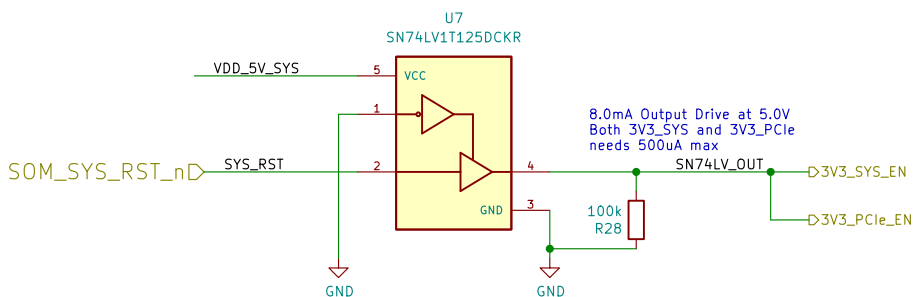 U7
SN74LV1T125DCKR
VDD_5V_SYS
5
VCC
1
8.0mA Output Drive at 5.0V
Both 3V3_SYS and 3V3_PCIe
needs 500uA max
SOM_SYS_RST_n
SYS_RST
2
4
SN74LV_OUT
3V3_SYS_EN
GND
3
100k
R28
3V3_PCIe_EN
GND
GND